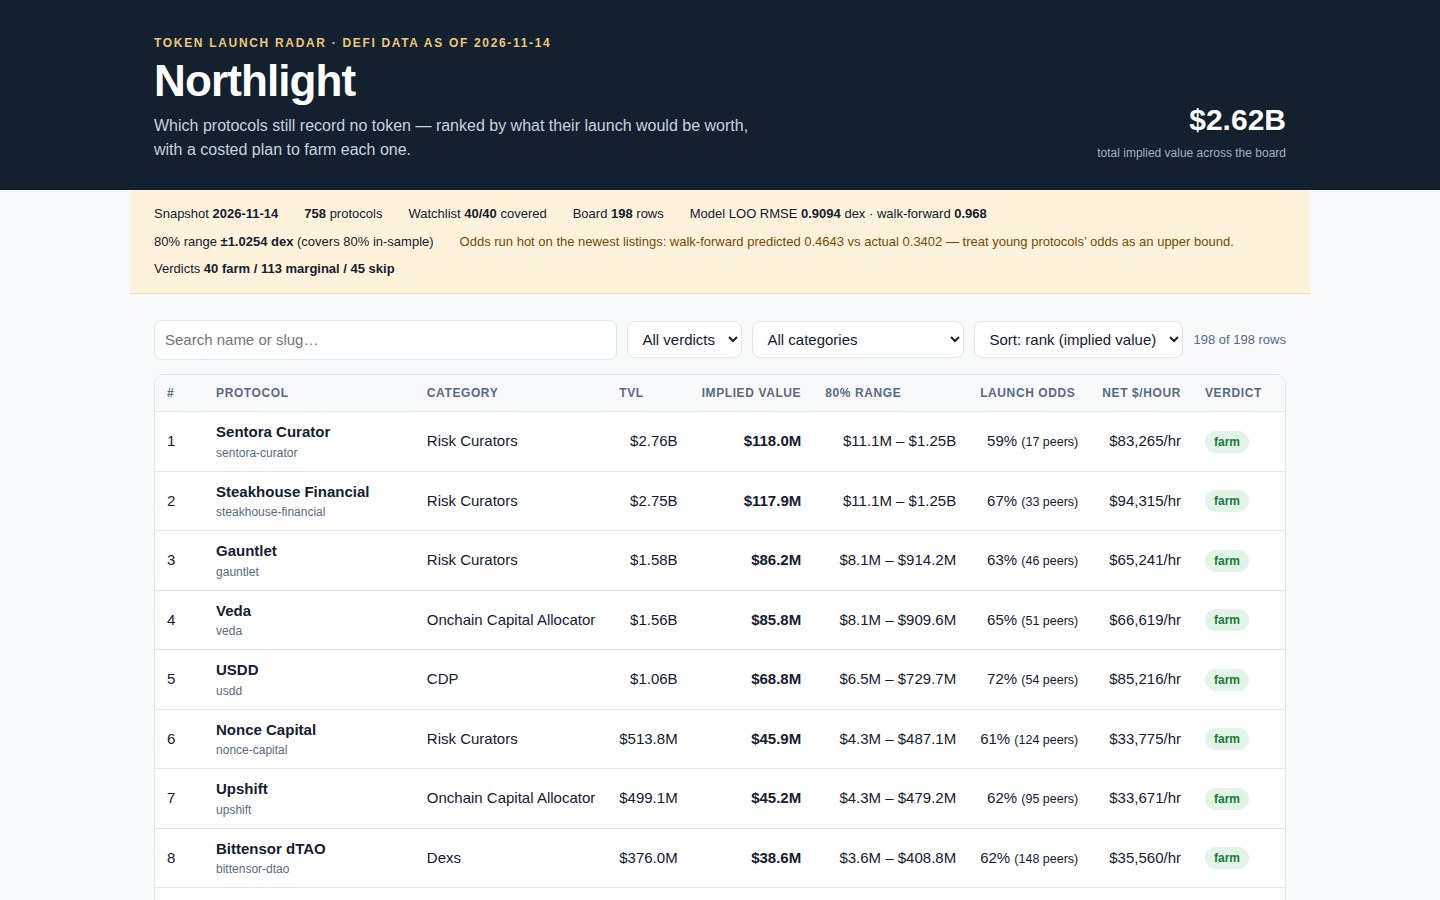 TOKEN LAUNCH RADAR · DEFI DATA AS OF 2026-11-14
Northlight
Which protocols still record no token — ranked by what their launch would be worth,
with a costed plan to farm each one.
$2.62B
total implied value across the board
Snapshot 2026-11-14 758 protocols Watchlist 40/40 covered Board 198 rows Model LOO RMSE 0.9094 dex · walk-forward 0.968
80% range ±1.0254 dex (covers 80% in-sample) Odds run hot on the newest listings: walk-forward predicted 0.4643 vs actual 0.3402 — treat young protocols’ odds as an upper bound.
Verdicts 40 farm / 113 marginal / 45 skip
Search name or slug… All verdicts All categories Sort: rank (implied value) 198 of 198 rows
# PROTOCOL CATEGORY TVL IMPLIED VALUE 80% RANGE LAUNCH ODDS NET $/HOUR VERDICT
1 Sentora Curator Risk Curators $2.76B $118.0M $11.1M – $1.25B 59% (17 peers) $83,265/hr farm
sentora-curator
2 Steakhouse Financial Risk Curators $2.75B $117.9M $11.1M – $1.25B 67% (33 peers) $94,315/hr farm
steakhouse-financial
3 Gauntlet Risk Curators $1.58B $86.2M $8.1M – $914.2M 63% (46 peers) $65,241/hr farm
gauntlet
4 Veda Onchain Capital Allocator $1.56B $85.8M $8.1M – $909.6M 65% (51 peers) $66,619/hr farm
veda
5 USDD CDP $1.06B $68.8M $6.5M – $729.7M 72% (54 peers) $85,216/hr farm
usdd
6 Nonce Capital Risk Curators $513.8M $45.9M $4.3M – $487.1M 61% (124 peers) $33,775/hr farm
nonce-capital
7 Upshift Onchain Capital Allocator $499.1M $45.2M $4.3M – $479.2M 62% (95 peers) $33,671/hr farm
upshift
8 Bittensor dTAO Dexs $376.0M $38.6M $3.6M – $408.8M 62% (148 peers) $35,560/hr farm
bittensor-dtao